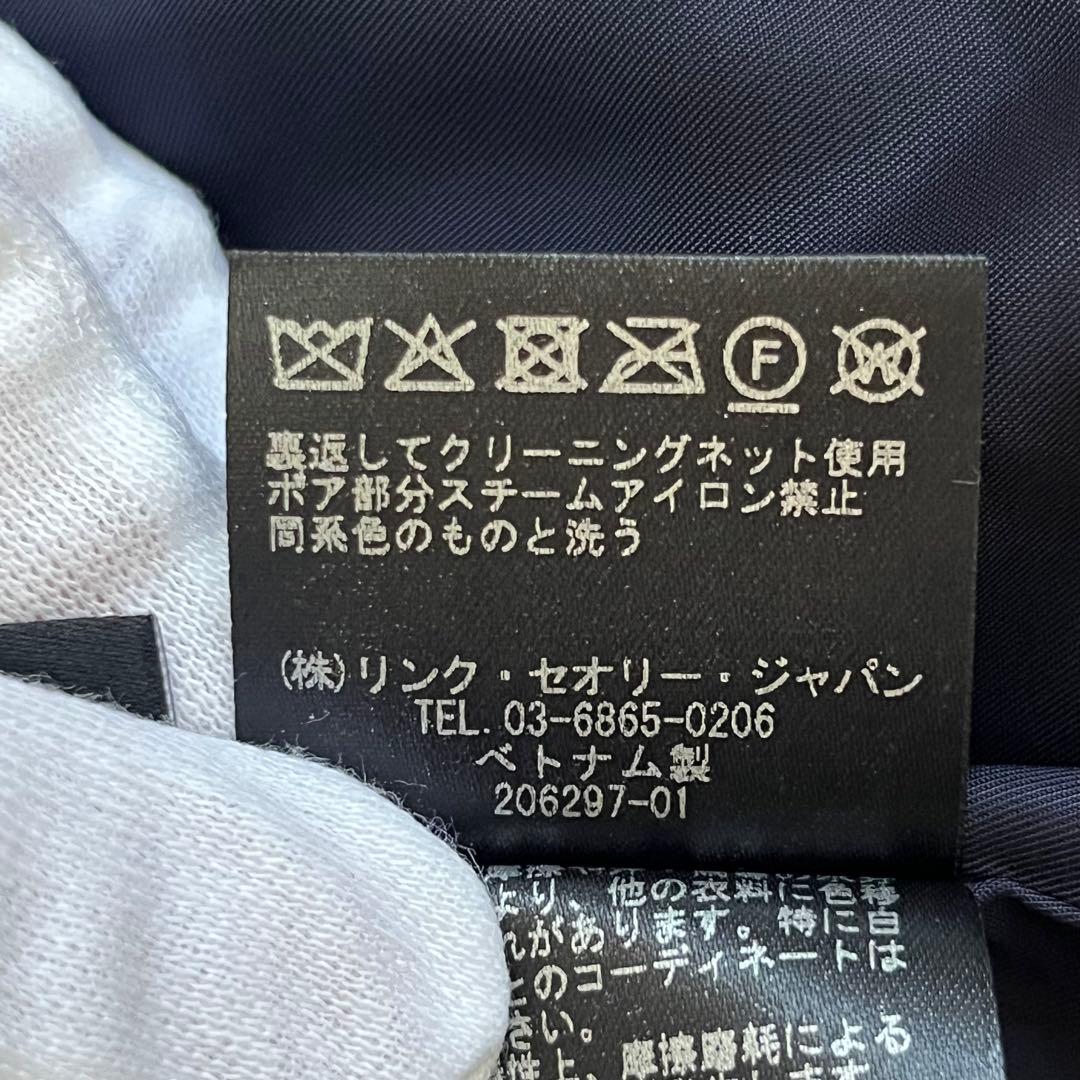 F W
裏返してクリーニングネット使用
ボア部分スチームアイロン禁止
同系色のものと洗う
(株)リンク・セオリー・ジャパン
TEL. 03-6865-0206
ベトナム製
206297-01
より、他の衣料に色移
れがあります。特に白
とのコーディネートは
さい。
摩擦磨耗による